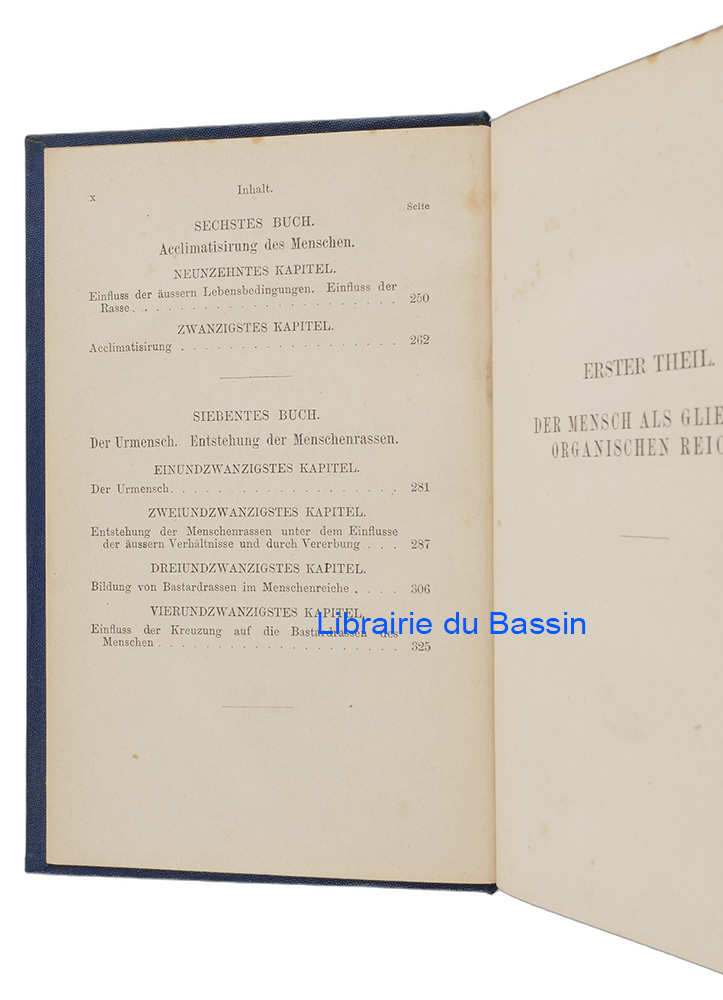 x
Inhalt.
Seite
SECHSTES BUCH.
Acclimatisirung des Menschen.
NEUNZEHNTES KAPITEL.
Einfluss der äussern Lebensbedingungen. Einfluss der
Rasse . . . . . . . . . . . . . . . . . . 250
ZWANZIGSTES KAPITEL.
Acclimatisirung . . . . . . . . . . . . . . 262
SIEBENTES BUCH.
Der Urmensch. Entstehung der Menschenrassen.
EINUNDZWANZIGSTES KAPITEL.
Der Urmensch. . . . . . . . . . . . . . . . 281
ZWEIUNDZWANZIGSTES KAPITEL.
Entstehung der Menschenrassen unter dem Einflusse
der äussern Verhältnisse und durch Vererbung . . . 287
DREIUNDZWANZIGSTES KAPITEL.
Bildung von Bastardrassen im Menschenreiche . . . . 306
VIERUNDZWANZIGSTES KAPITEL.
Einfluss der Kreuzung auf die Bastardrassen des
Menschen . . . . . . . . . . . . . . . . . 325
Librairie du Bassin
ERSTER THEIL.
DER MENSCH ALS GLIE
ORGANISCHEN REIC